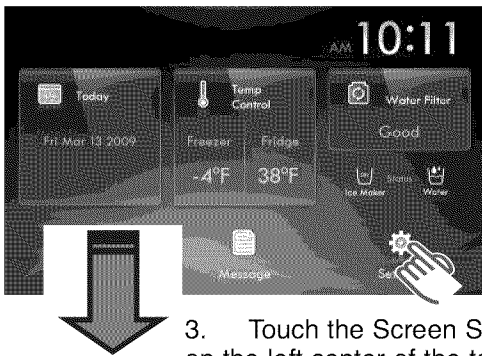 AM 10:11
Today
Fri Mar 13 2009
Temp
Control
Freezer Fridge
-4°F 38°F
Water Filter
Good
ON Status
Ice Maker Water
Message
3. Touch the Screen S
on the left center of the t